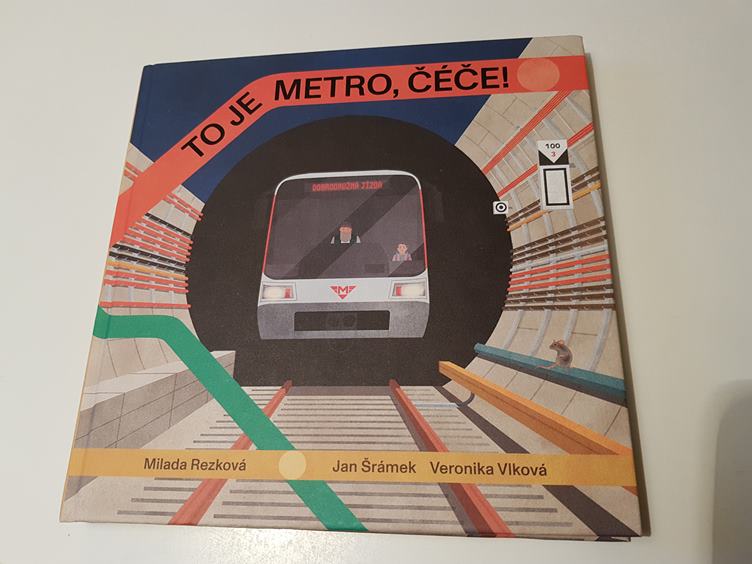 TO JE METRO, ČÉČE!
100
3
DOBRODRUŽNÁ JÍZDA
M
Milada Rezková
Jan Šrámek Veronika Vlková